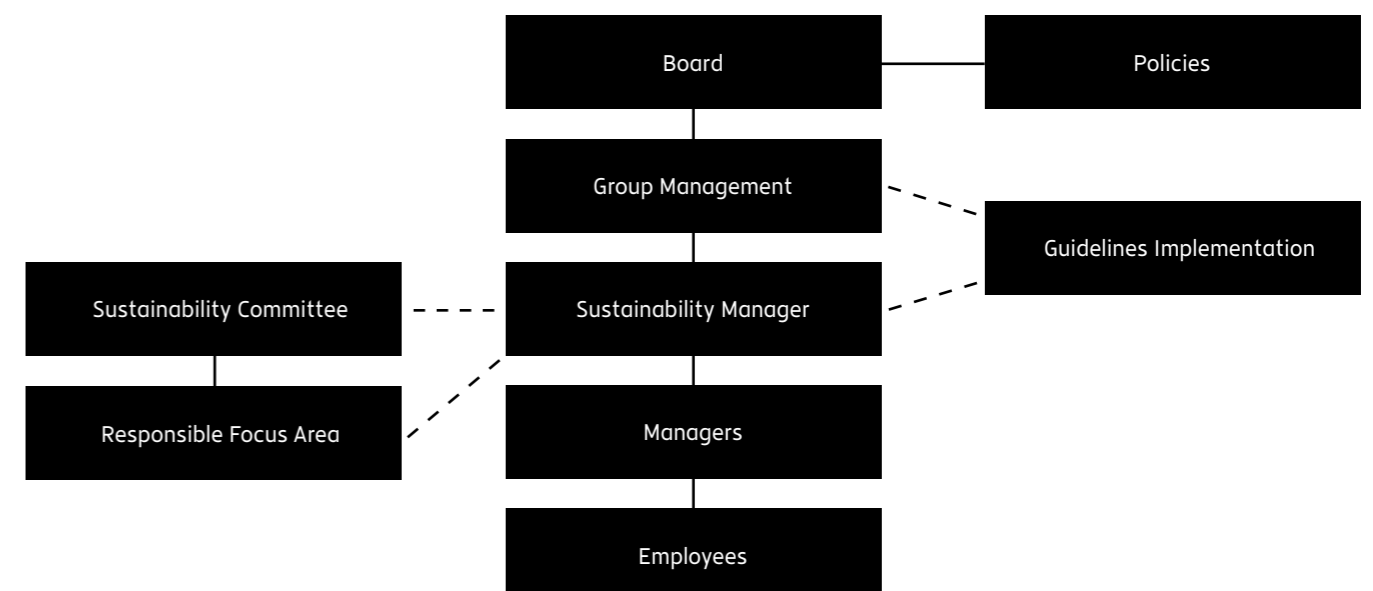 Board
Policies
Group Management
Guidelines Implementation
Sustainability Committee
Sustainability Manager
Responsible Focus Area
Managers
Employees